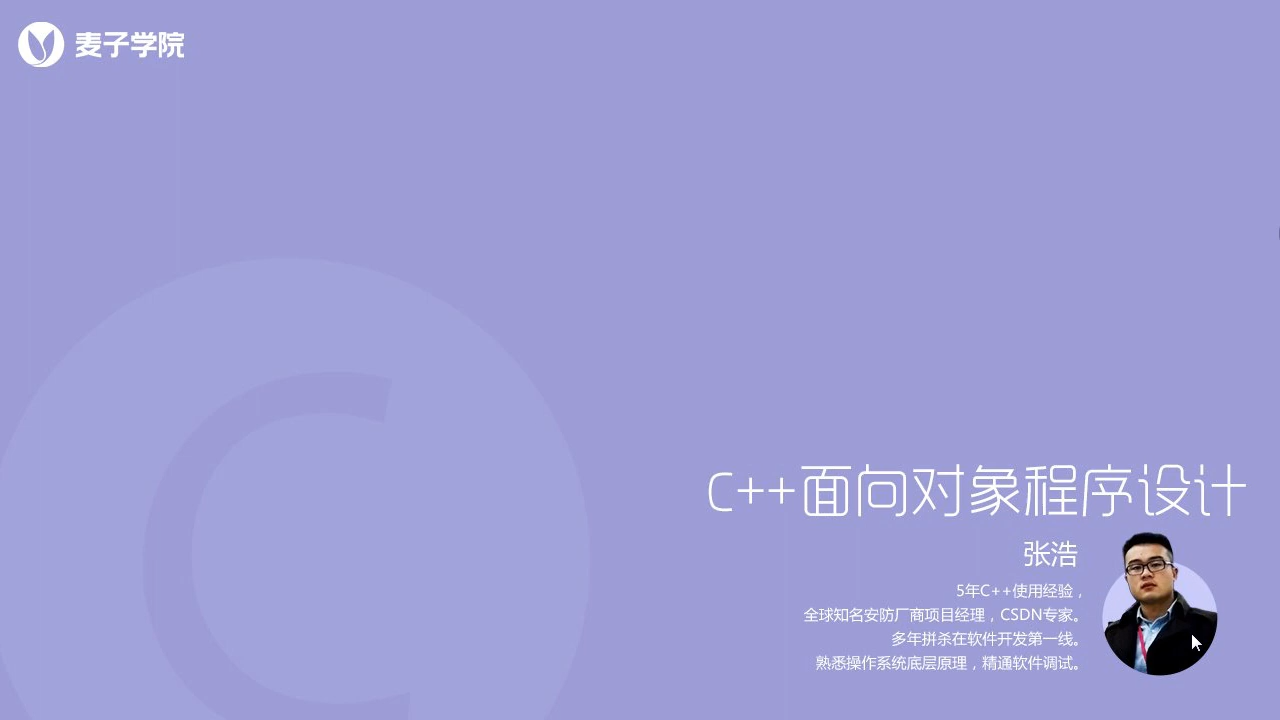 麦子学院
C++面向对象程序设计
张浩
5年C++使用经验，
全球知名安防厂商项目经理，CSDN专家。
多年拼杀在软件开发第一线。
熟悉操作系统底层原理，精通软件调试。